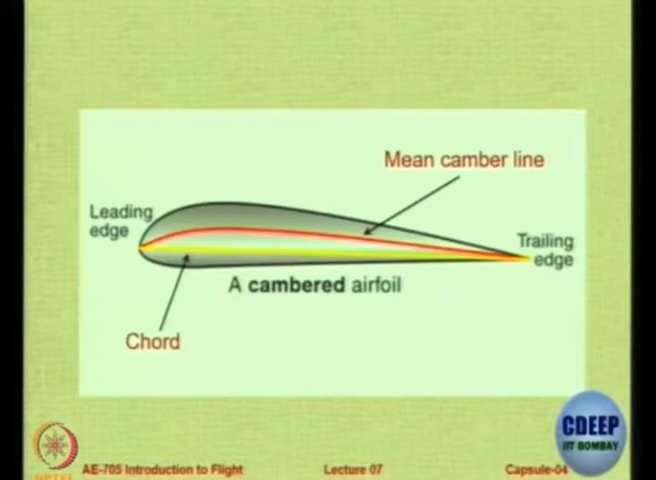 Mean camber line
Leading
edge
Trailing
edge
A cambered airfoil
Chord
CDEEP
IIT BOMBAY
NPTEL
AE-705 Introduction to Flight
Lecture 07
Capsule-04